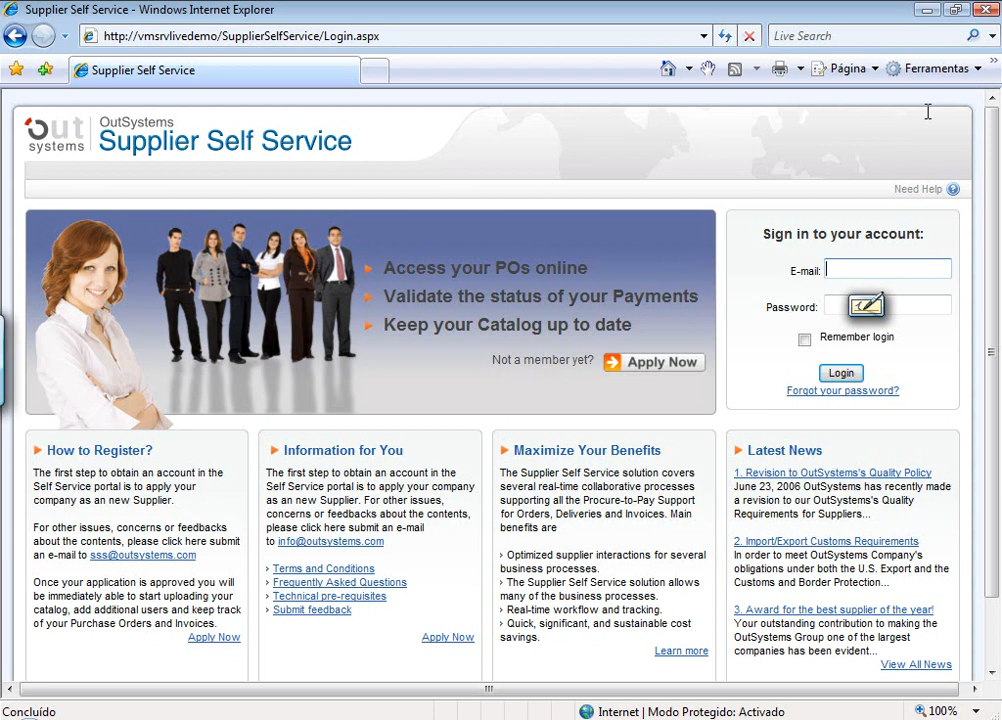 Supplier Self Service - Windows Internet Explorer
http://vmsrvlivedemo/SupplierSelfService/Login.aspx
Live Search
Supplier Self Service
Página
Ferramentas
Out
systems
OutSystems
Supplier Self Service
Need Help
Access your POs online
Validate the status of your Payments
Keep your Catalog up to date
Not a member yet?
Apply Now
Sign in to your account:
E-mail:
Password:
Remember login
Login
Forgot your password?
How to Register?
The first step to obtain an account in the
Self Service portal is to apply your
company as an new Supplier.
For other issues, concerns or feedbacks
about the contents, please click here submit
an e-mail to sss@outsystems.com
Once your application is approved you will
be immediately able to start uploading your
catalog, add additional users and keep track
of your Purchase Orders and Invoices.
Apply Now
Information for You
The first step to obtain an account in the
Self Service portal is to apply your company
as an new Supplier. For other issues,
concerns or feedbacks about the contents,
please click here submit an e-mail
to info@outsystems.com
› Terms and Conditions
› Frequently Asked Questions
› Technical pre-requisites
› Submit feedback
Apply Now
Maximize Your Benefits
The Supplier Self Service solution covers
several real-time collaborative processes
supporting all the Procure-to-Pay Support
for Orders, Deliveries and Invoices. Main
benefits are
› Optimized supplier interactions for several
business processes.
› The Supplier Self Service solution allows
many of the business processes.
› Real-time workflow and tracking.
› Quick, significant, and sustainable cost
savings.
Learn more
Latest News
1. Revision to OutSystems's Quality Policy
June 23, 2006 OutSystems has recently made
a revision to our OutSystems's Quality
Requirements for Suppliers...
2. Import/Export Customs Requirements
In order to meet OutSystems Company's
obligations under both the U.S. Export and the
Customs and Border Protection...
3. Award for the best supplier of the year!
Your outstanding contribution to making the
OutSystems Group one of the largest
companies has been evident...
View All News
Concluído
Internet | Modo Protegido: Activado
100%